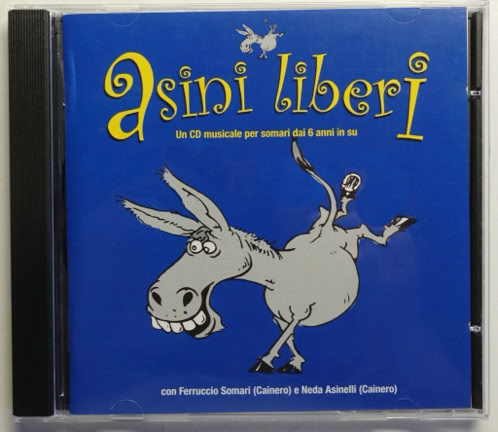 asini liberi
Un CD musicale per somari dai 6 anni in su
con Ferruccio Somari (Cainero) e Neda Asinelli (Cainero)